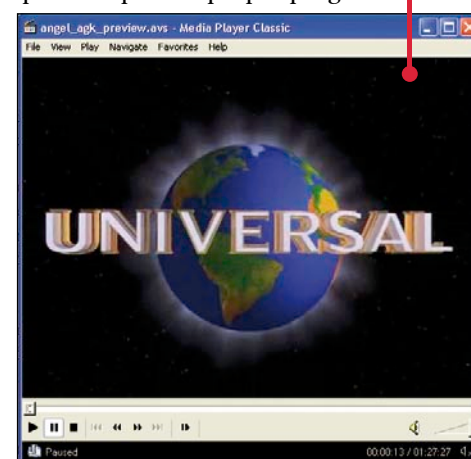 angel_agk_preview.avs - Media Player Classic
File View Play Navigate Favorites Help
UNIVERSAL
Paused
00:00:13 / 01:27:27